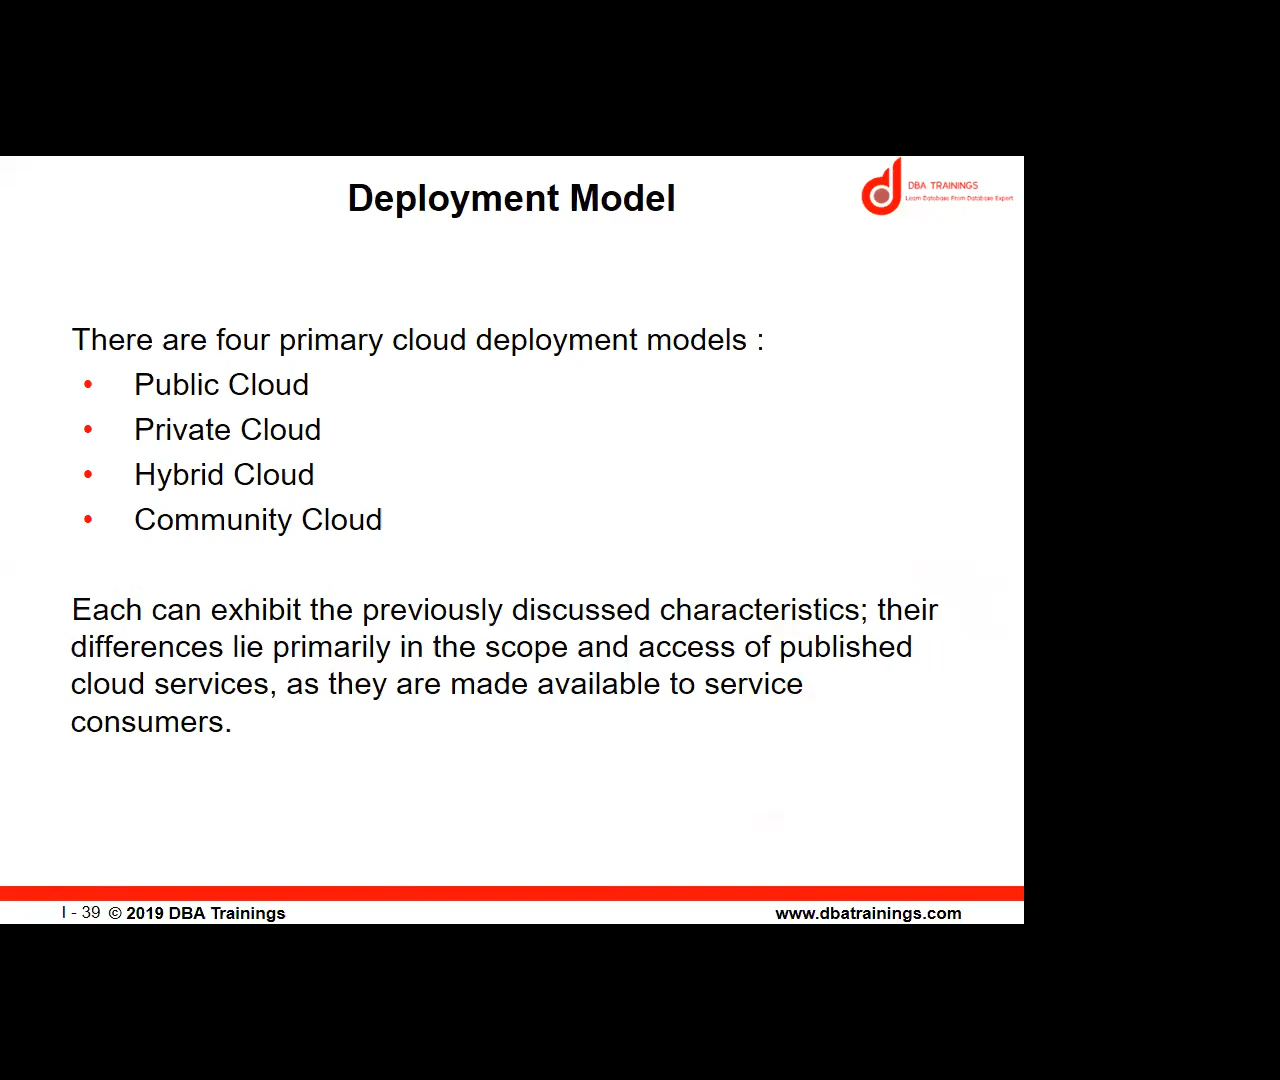 Deployment Model
DBA TRAININGS
Learn Database From Database Expert
There are four primary cloud deployment models :
• Public Cloud
• Private Cloud
• Hybrid Cloud
• Community Cloud
Each can exhibit the previously discussed characteristics; their
differences lie primarily in the scope and access of published
cloud services, as they are made available to service
consumers.
I - 39 © 2019 DBA Trainings
www.dbatrainings.com